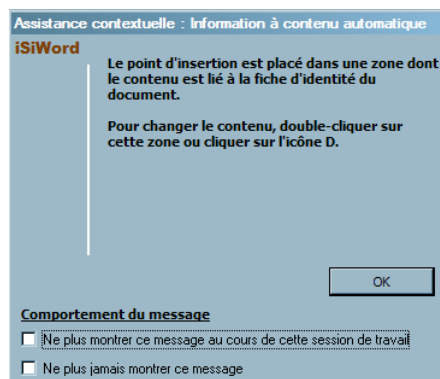 Assistance contextuelle : Information à contenu automatique
iSiWord
Le point d'insertion est placé dans une zone dont
le contenu est lié à la fiche d'identité du
document.
Pour changer le contenu, double-cliquer sur
cette zone ou cliquer sur l'icône D.
OK
Comportement du message
Ne plus montrer ce message au cours de cette session de travail
Ne plus jamais montrer ce message